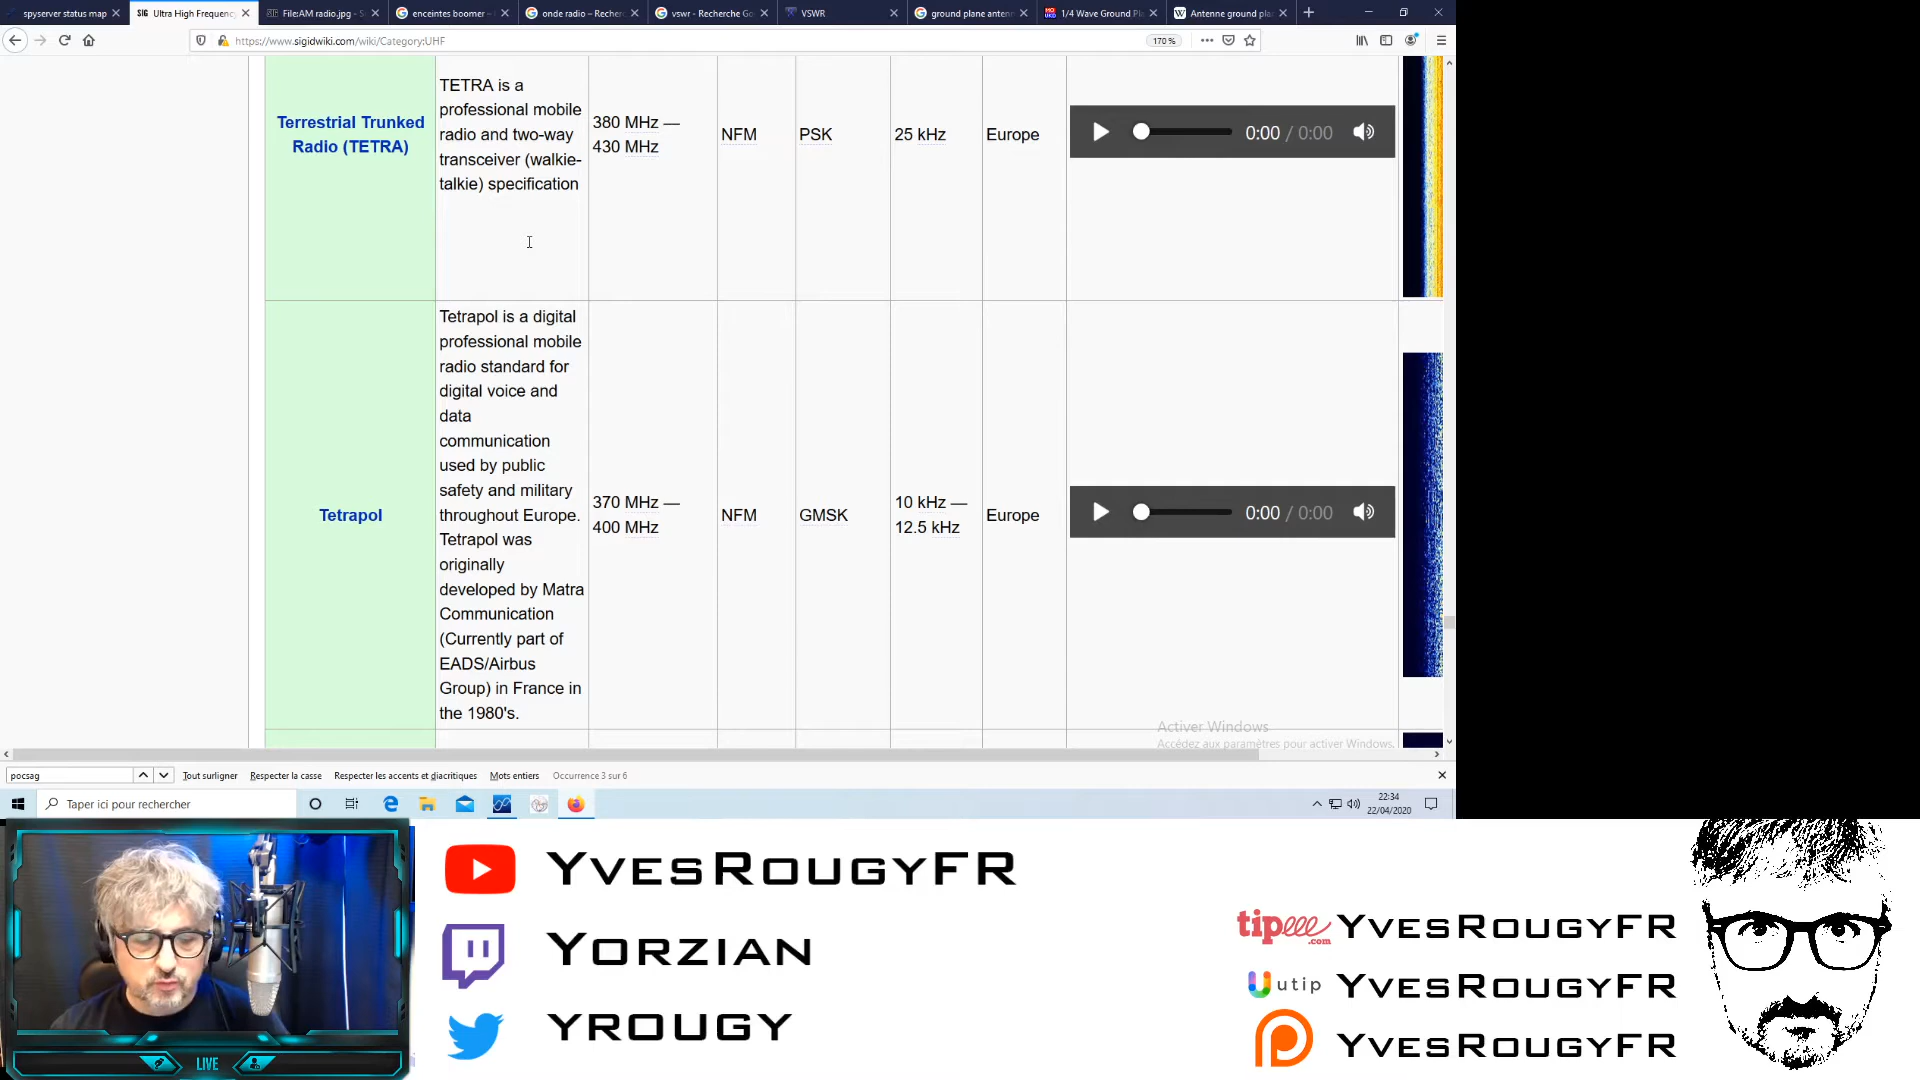 spyserver status map
SIG Ultra High Frequency
SIG File:AM radio.jpg - S
enceintes boomer -
onde radio – Recher
vswr - Recherche Go
VSWR
ground plane anten
1/4 Wave Ground Pl
W Antenne ground plan
https://www.sigidwiki.com/wiki/Category:UHF
170 %
Terrestrial Trunked
Radio (TETRA)
TETRA is a
professional mobile
radio and two-way
transceiver (walkie-
talkie) specification
380 MHz —
430 MHz
NFM
PSK
25 kHz
Europe
0:00 / 0:00
Tetrapol
Tetrapol is a digital
professional mobile
radio standard for
digital voice and
data
communication
used by public
safety and military
throughout Europe.
Tetrapol was
originally
developed by Matra
Communication
(Currently part of
EADS/Airbus
Group) in France in
the 1980's.
370 MHz —
400 MHz
NFM
GMSK
10 kHz —
12.5 kHz
Europe
0:00 / 0:00
Activer Windows
Accédez aux paramètres pour activer Windows.
pocsag
Tout surligner
Respecter la casse
Respecter les accents et diacritiques
Mots entiers
Occurrence 3 sur 6
Taper ici pour rechercher
22:34
22/04/2020
LIVE
YvesRougyFR
Yorzian
YROUGY
tipeee.com YvesRougyFR
utip YvesRougyFR
YvesRougyFR